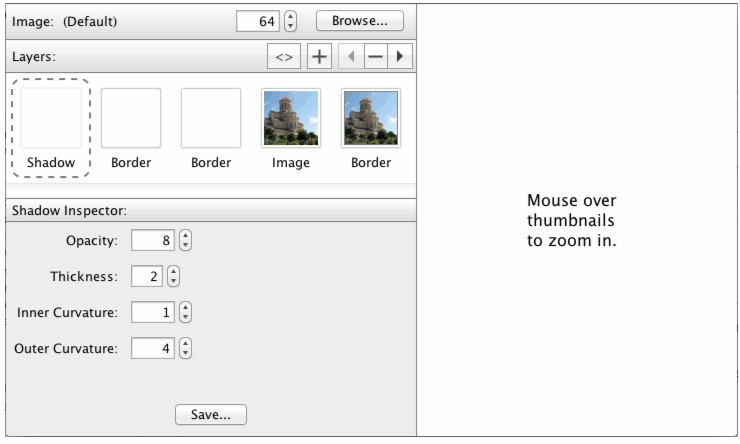 Image: (Default) 64 Browse...
Layers: <> + −
Shadow Border Border Image Border
Shadow Inspector:
Opacity: 8
Thickness: 2
Inner Curvature: 1
Outer Curvature: 4
Save...
Mouse over
thumbnails
to zoom in.